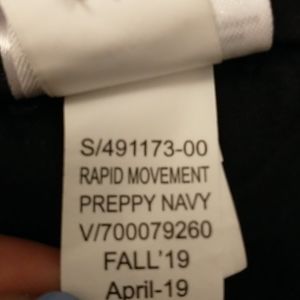 S/491173-00
RAPID MOVEMENT
PREPPY NAVY
V/700079260
FALL'19
April-19